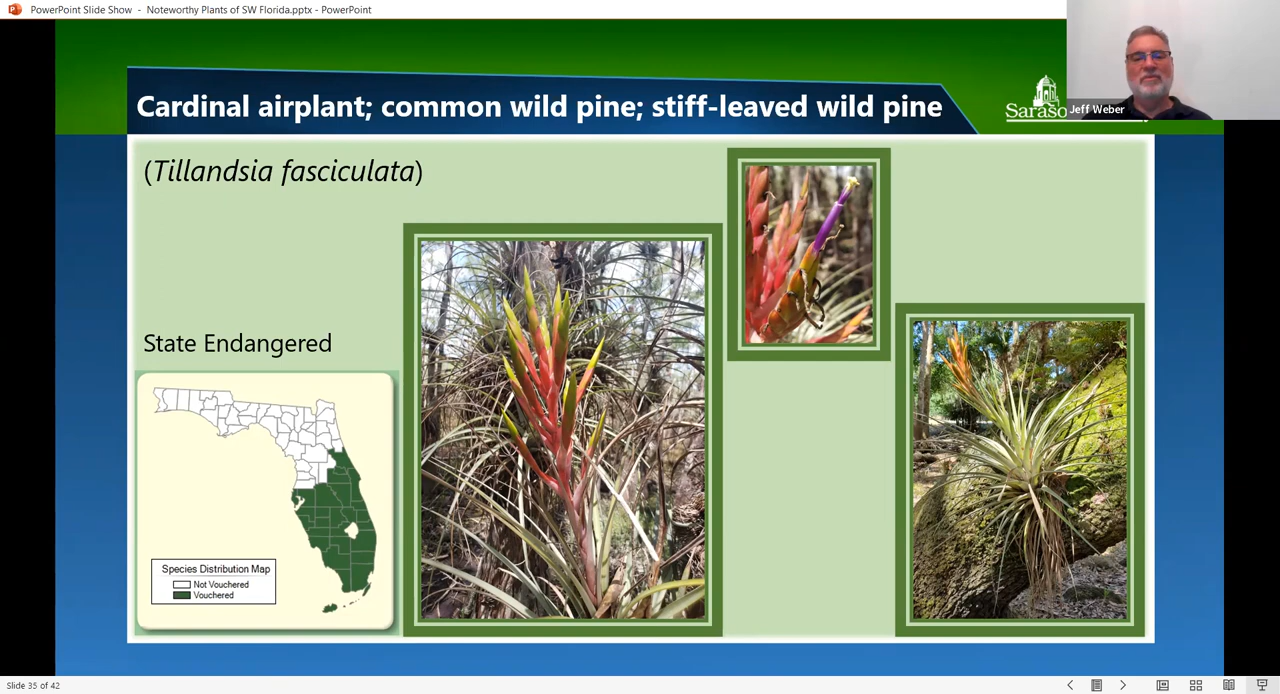 PowerPoint Slide Show - Noteworthy Plants of SW Florida.pptx - PowerPoint
Cardinal airplant; common wild pine; stiff-leaved wild pine
Saraso
Jeff Weber
(Tillandsia fasciculata)
State Endangered
Species Distribution Map
Not Vouchered
Vouchered
Slide 35 of 42